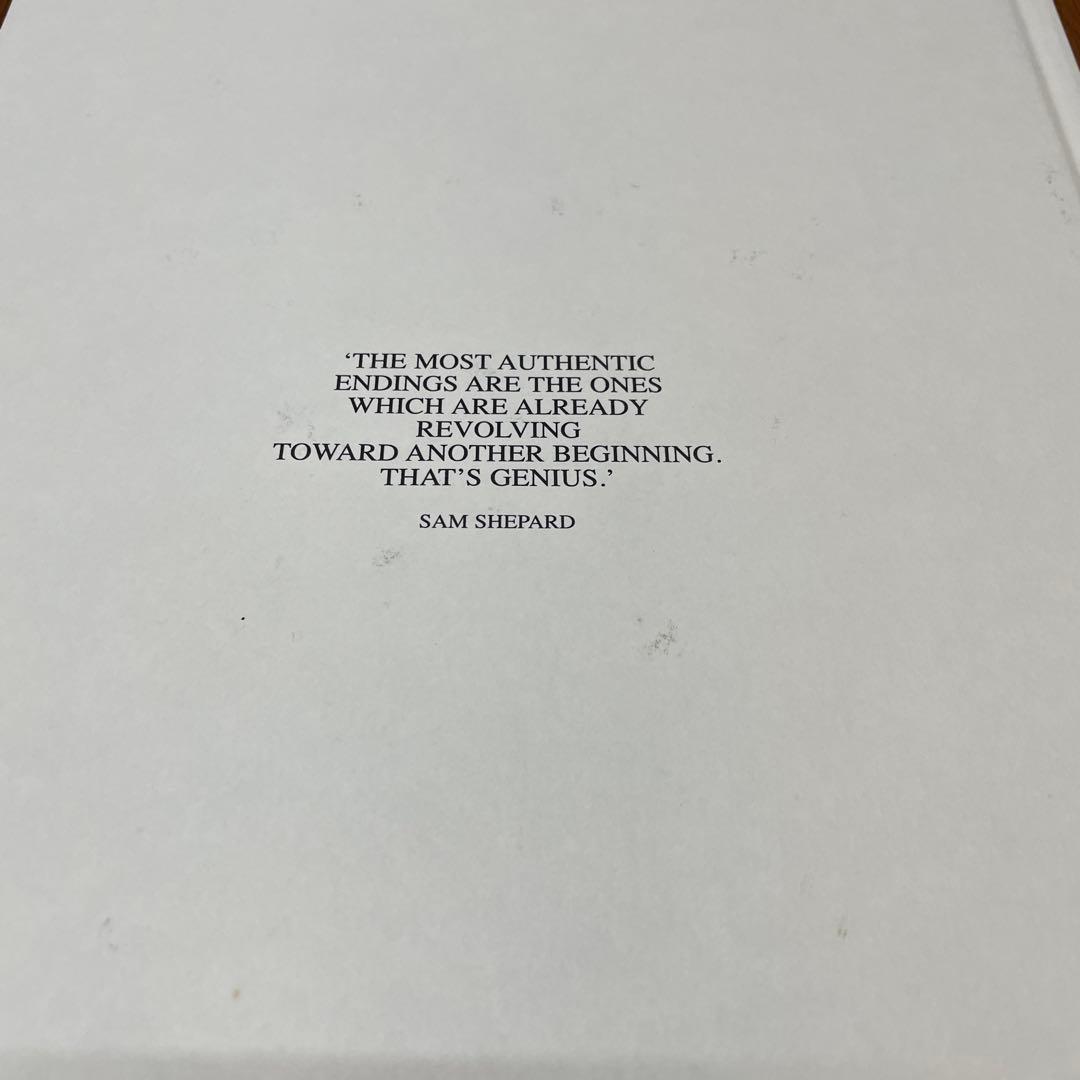 ‘THE MOST AUTHENTIC
ENDINGS ARE THE ONES
WHICH ARE ALREADY
REVOLVING
TOWARD ANOTHER BEGINNING.
THAT’S GENIUS.’
SAM SHEPARD